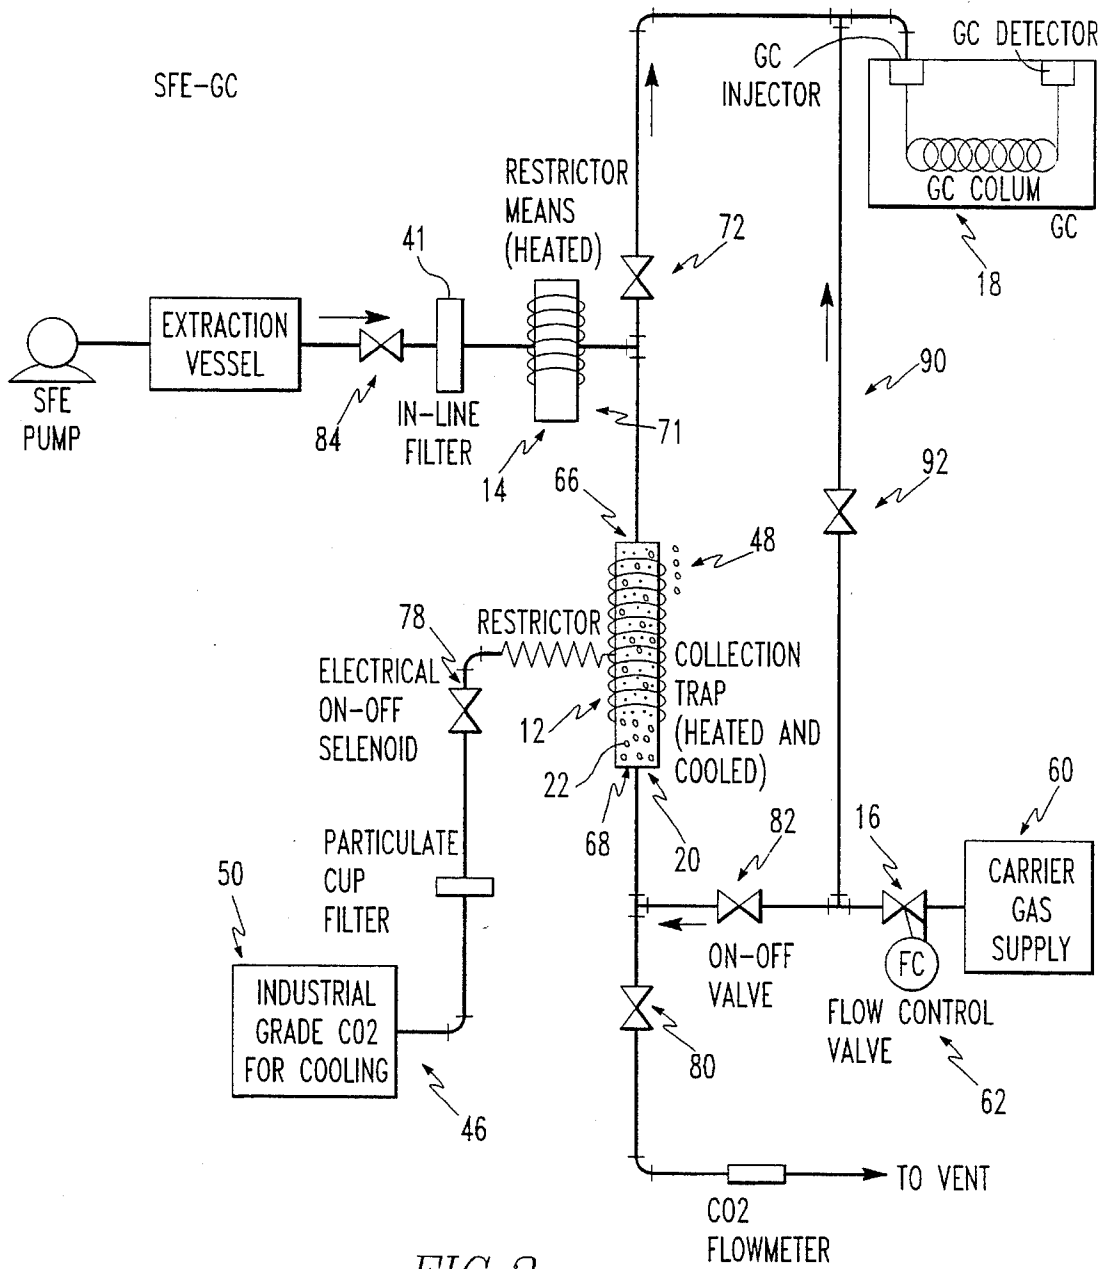 SFE-GC
GC DETECTOR
GC
INJECTOR
GC COLUM
GC
18
RESTRICTOR
MEANS
(HEATED)
72
41
EXTRACTION
VESSEL
SFE
PUMP
84
IN-LINE
FILTER
14
71
90
92
66
48
78
RESTRICTOR
ELECTRICAL
ON-OFF
SELENOID
COLLECTION
TRAP
(HEATED AND
COOLED)
12
22
68
20
82
16
60
PARTICULATE
CUP
FILTER
50
CARRIER
GAS
SUPPLY
FC
ON-OFF
VALVE
FLOW CONTROL
VALVE
62
INDUSTRIAL
GRADE CO2
FOR COOLING
46
80
TO VENT
CO2
FLOWMETER